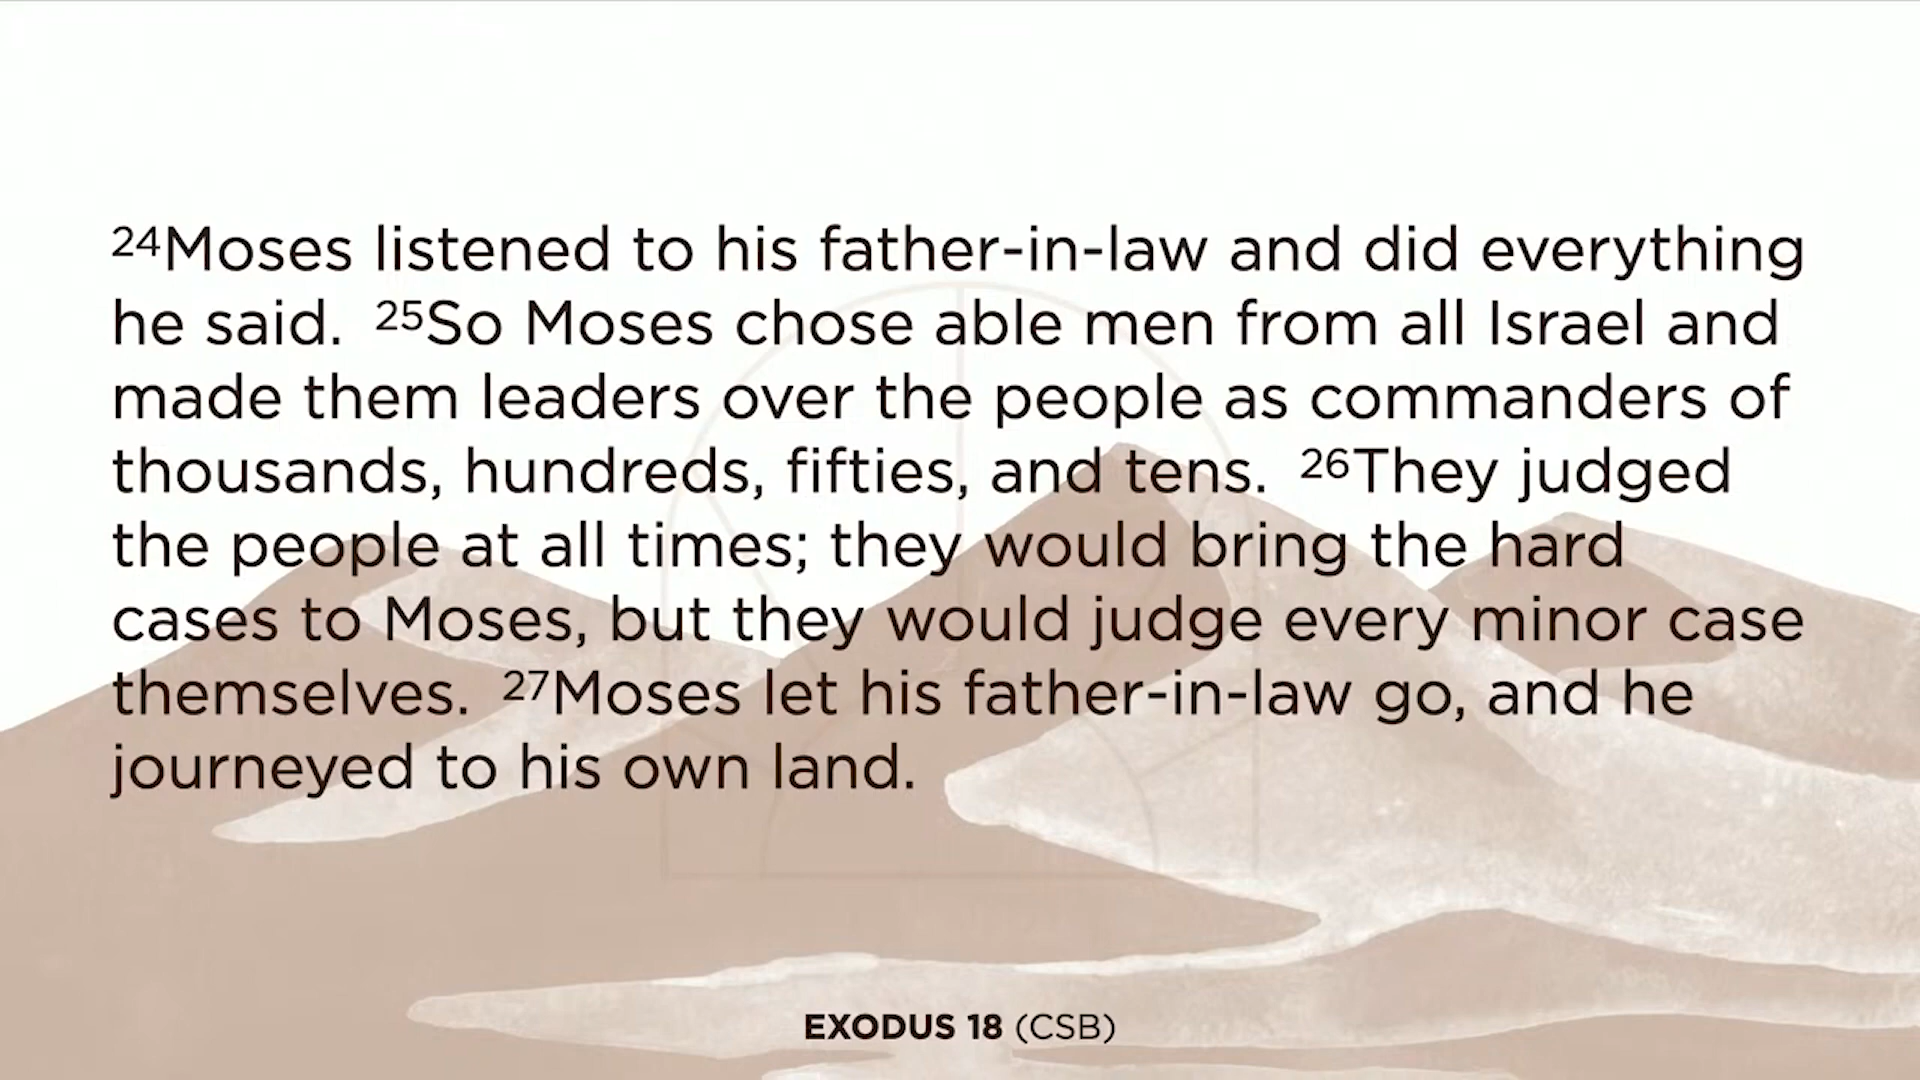 24Moses listened to his father-in-law and did everything
he said. 25So Moses chose able men from all Israel and
made them leaders over the people as commanders of
thousands, hundreds, fifties, and tens. 26They judged
the people at all times; they would bring the hard
cases to Moses, but they would judge every minor case
themselves. 27Moses let his father-in-law go, and he
journeyed to his own land.
EXODUS 18 (CSB)